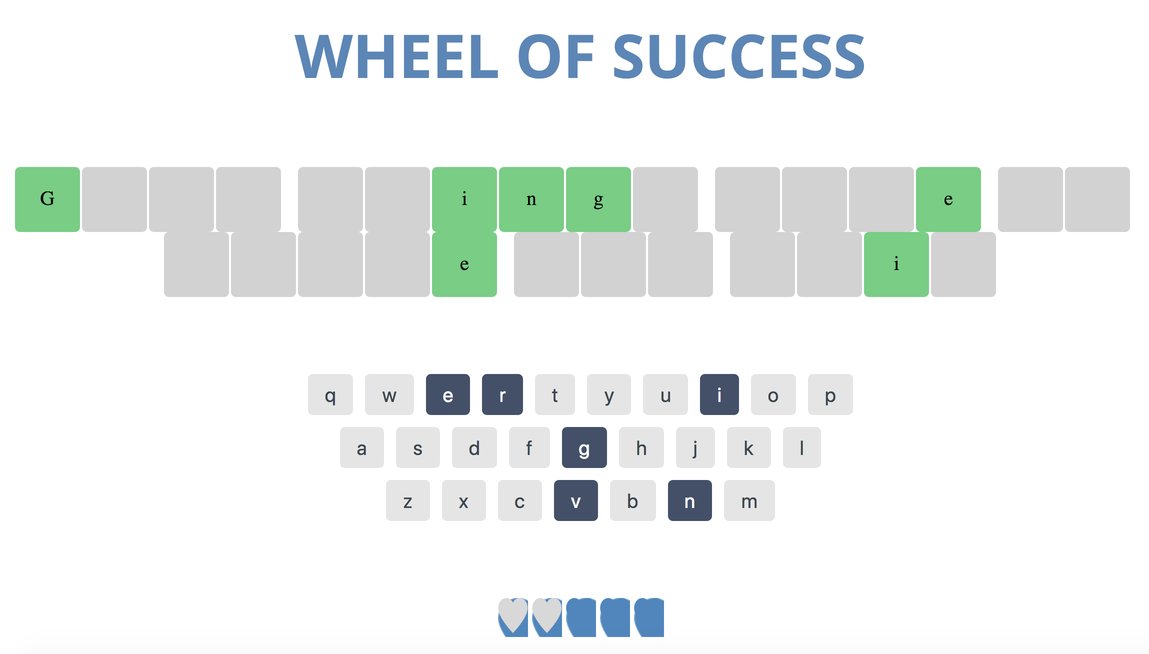 WHEEL OF SUCCESS
G i n g e
e i
q w e r t y u i o p
a s d f g h j k l
z x c v b n m